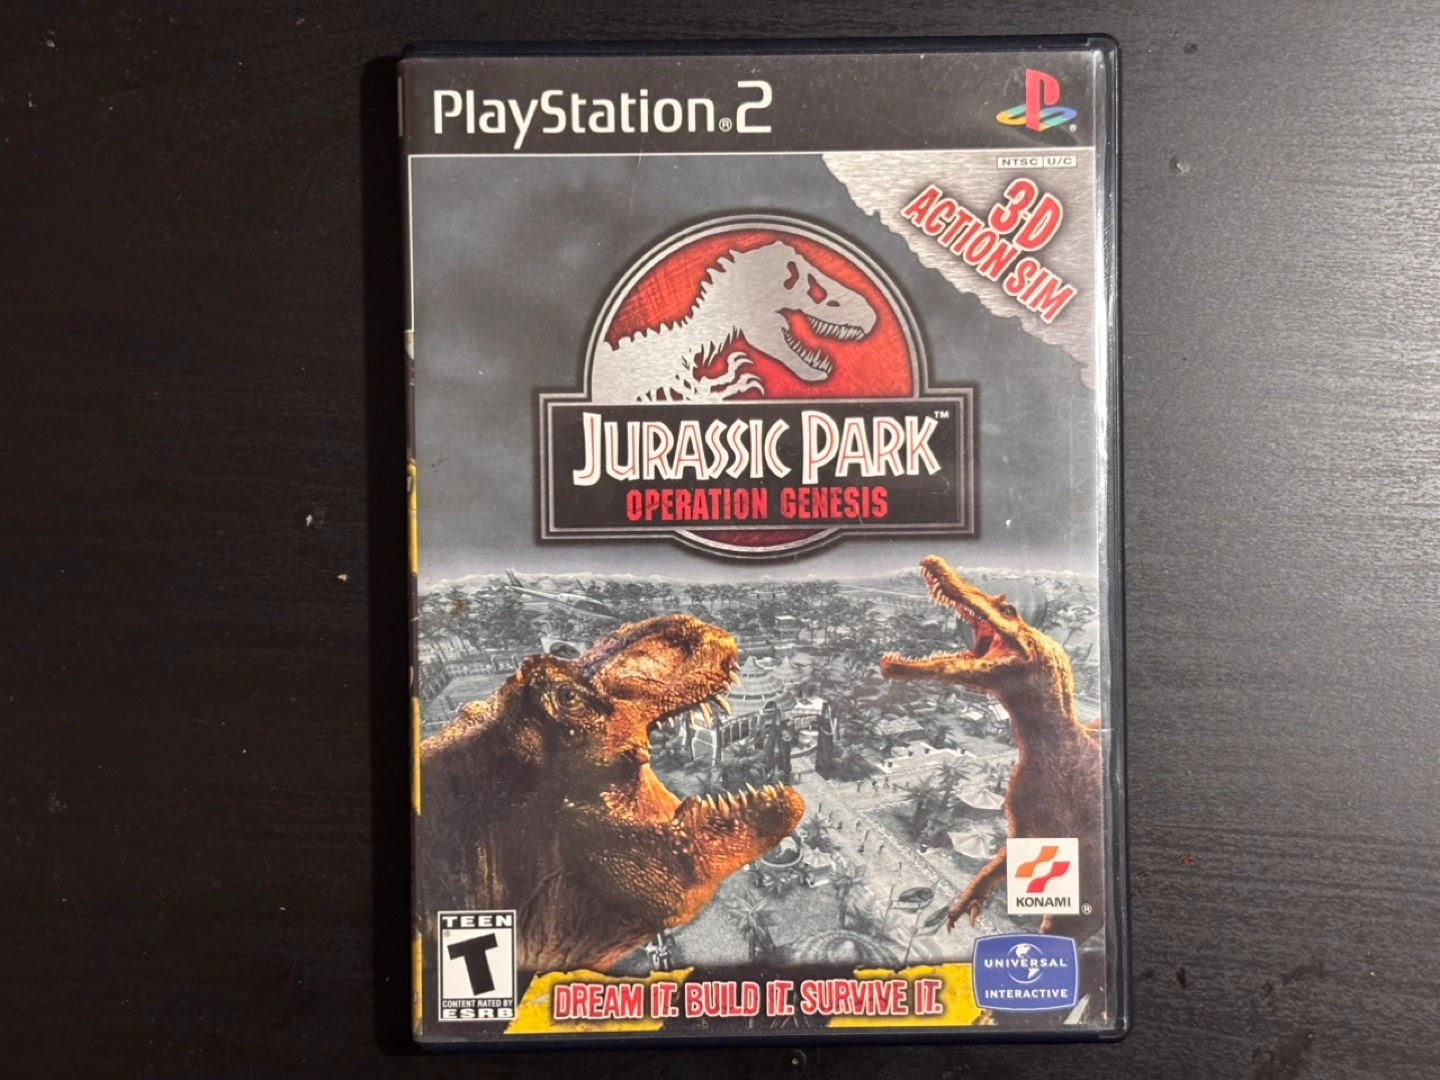 PlayStation®2
NTSC U/C
3-D
ACTION SIM
JURASSIC PARK™
OPERATION GENESIS
KONAMI ®
TEEN
T
CONTENT RATED BY
ESRB
DREAM IT. BUILD IT. SURVIVE IT.
UNIVERSAL
INTERACTIVE